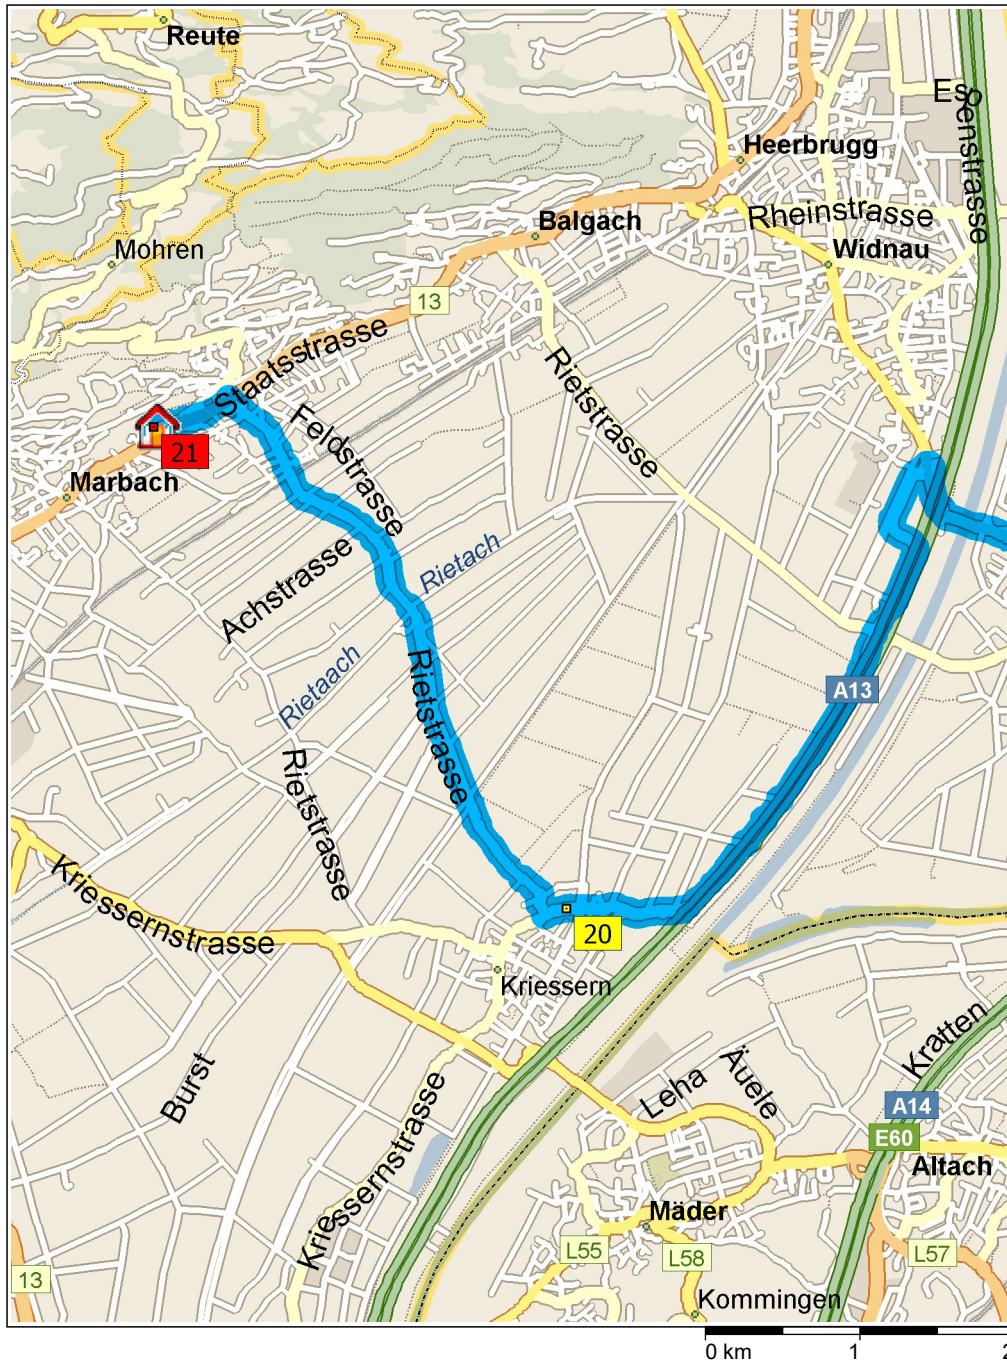 Reute
Heerbrugg
Esenstrasse
Balgach
Rheinstrasse
Mohren
Widnau
13
Staatsstrasse
Rietstrasse
Feldstrasse
21
Marbach
Achstrasse
Rietach
Rietaach
Rietstrasse
A13
Rietstrasse
Kriessernstrasse
20
Kriessern
Kratten
Burst
Leha
Äuele
A14
E60
Altach
Kriessernstrasse
Mäder
L55
L58
L57
13
Kommingen
0 km 1 2